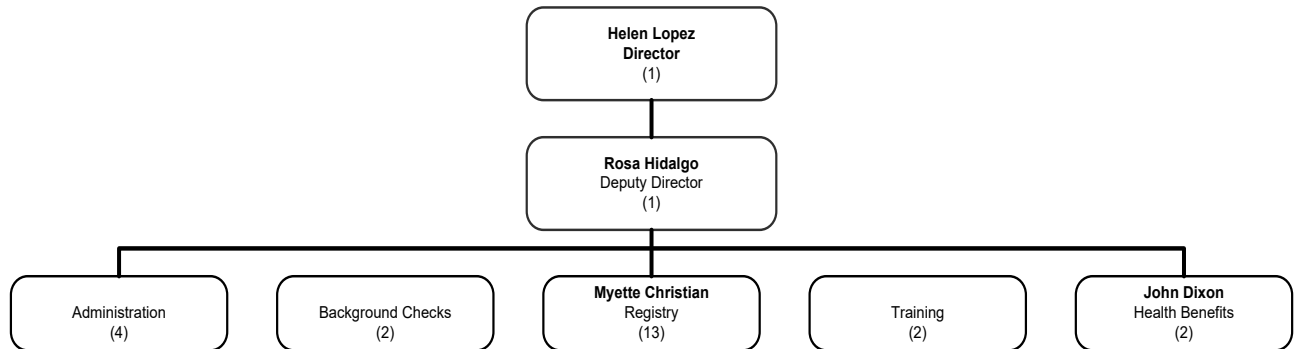 Helen Lopez
Director
(1)
Rosa Hidalgo
Deputy Director
(1)
Administration
(4)
Background Checks
(2)
Myette Christian
Registry
(13)
Training
(2)
John Dixon
Health Benefits
(2)